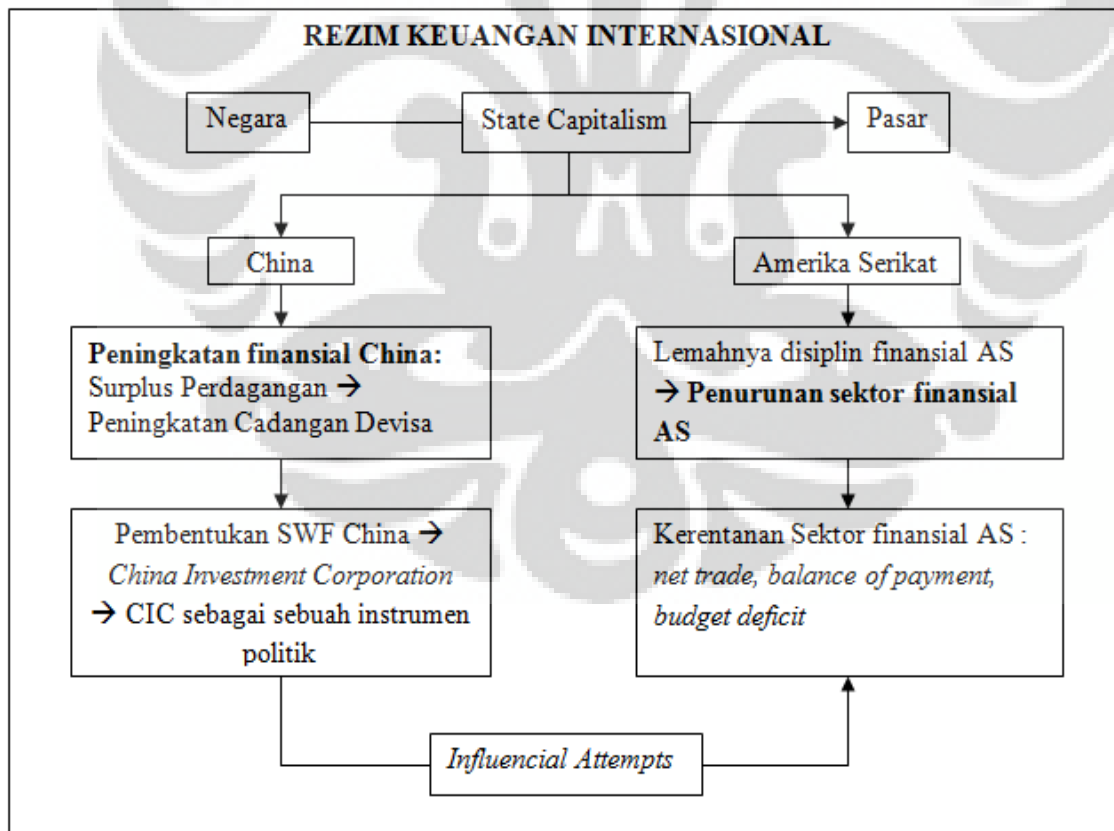 REZIM KEUANGAN INTERNASIONAL
Negara
State Capitalism
Pasar
China
Amerika Serikat
Peningkatan finansial China:
Surplus Perdagangan →
Peningkatan Cadangan Devisa
Lemahnya disiplin finansial AS
→ Penurunan sektor finansial
AS
Pembentukan SWF China →
China Investment Corporation
→ CIC sebagai sebuah instrumen
politik
Kerentanan Sektor finansial AS :
net trade, balance of payment,
budget deficit
Influencial Attempts